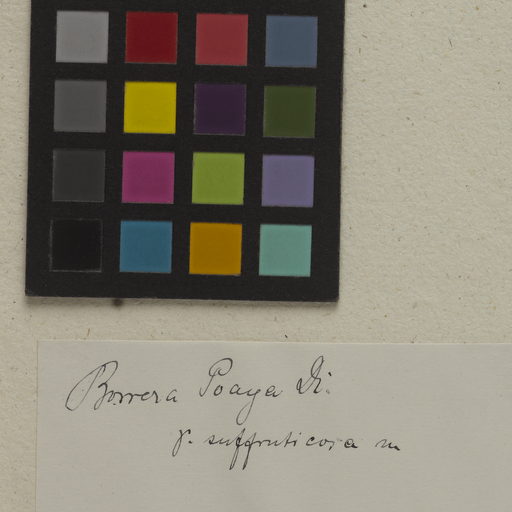 Borrera Poaya DC.
γ. suffruticosa m